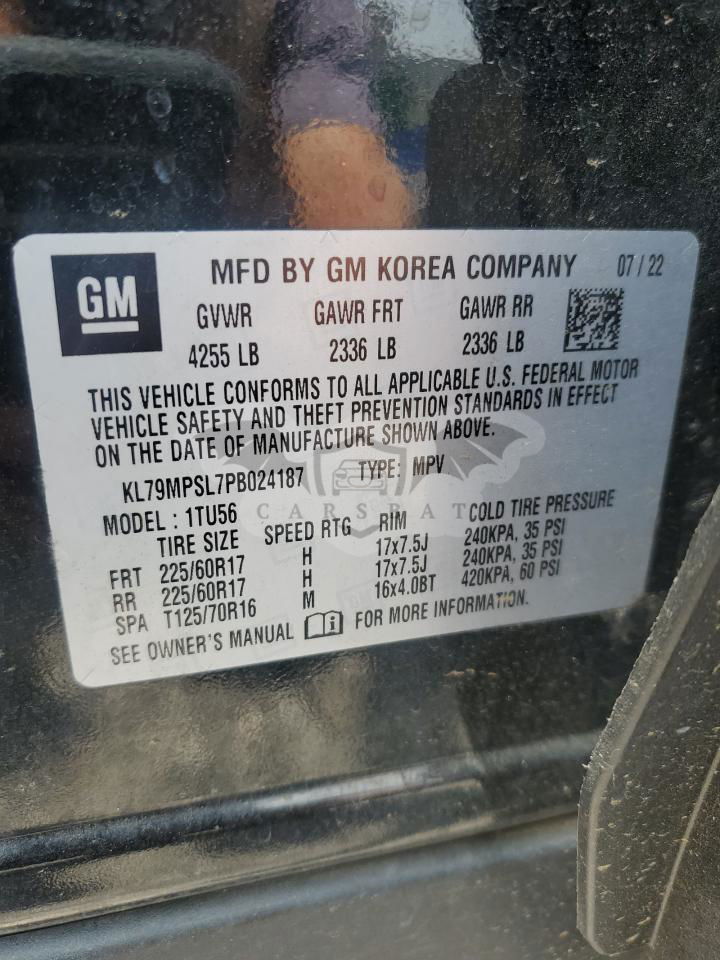 GM
MFD BY GM KOREA COMPANY 07 / 22
GVWR GAWR FRT GAWR RR
4255 LB 2336 LB 2336 LB
THIS VEHICLE CONFORMS TO ALL APPLICABLE U.S. FEDERAL MOTOR
VEHICLE SAFETY AND THEFT PREVENTION STANDARDS IN EFFECT
ON THE DATE OF MANUFACTURE SHOWN ABOVE.
KL79MPSL7PB024187 TYPE: MPV
CARSBAT
MODEL : 1TU56
TIRE SIZE SPEED RTG RIM COLD TIRE PRESSURE
FRT 225/60R17 H 17x7.5J 240KPA, 35 PSI
RR 225/60R17 H 17x7.5J 240KPA, 35 PSI
SPA T125/70R16 M 16x4.0BT 420KPA, 60 PSI
SEE OWNER'S MANUAL i FOR MORE INFORMATION.